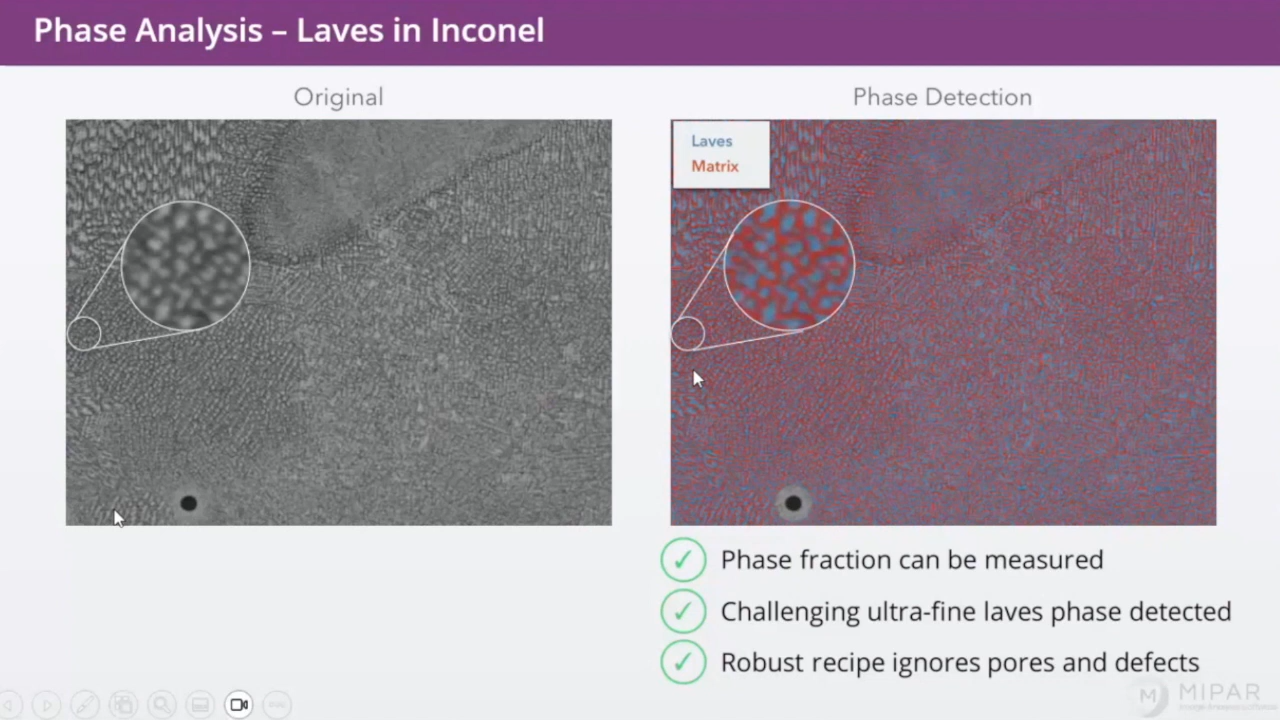 Phase Analysis – Laves in Inconel
Original
Phase Detection
Laves
Matrix
✓ Phase fraction can be measured
✓ Challenging ultra-fine laves phase detected
✓ Robust recipe ignores pores and defects
M MIPAR